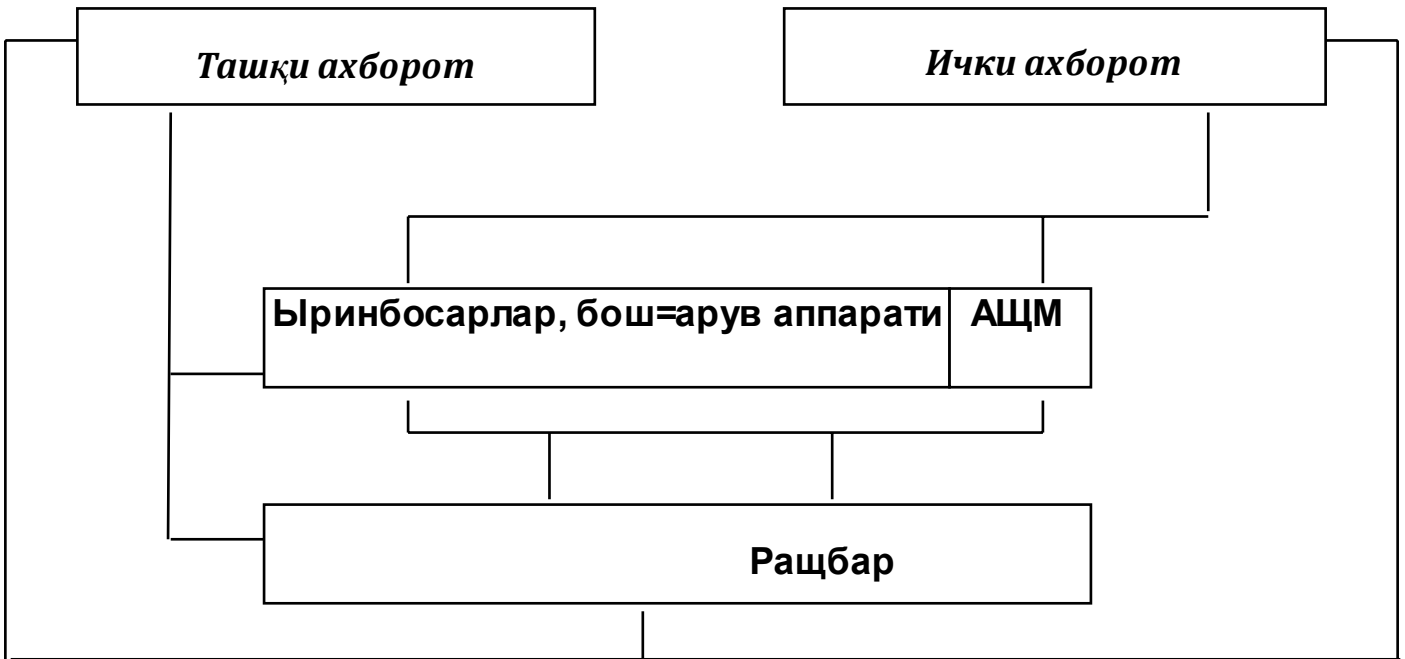 Ташқи ахборот
Ички ахборот
Ыринбосарлар, бош=арув аппарати
АЩМ
Ращбар